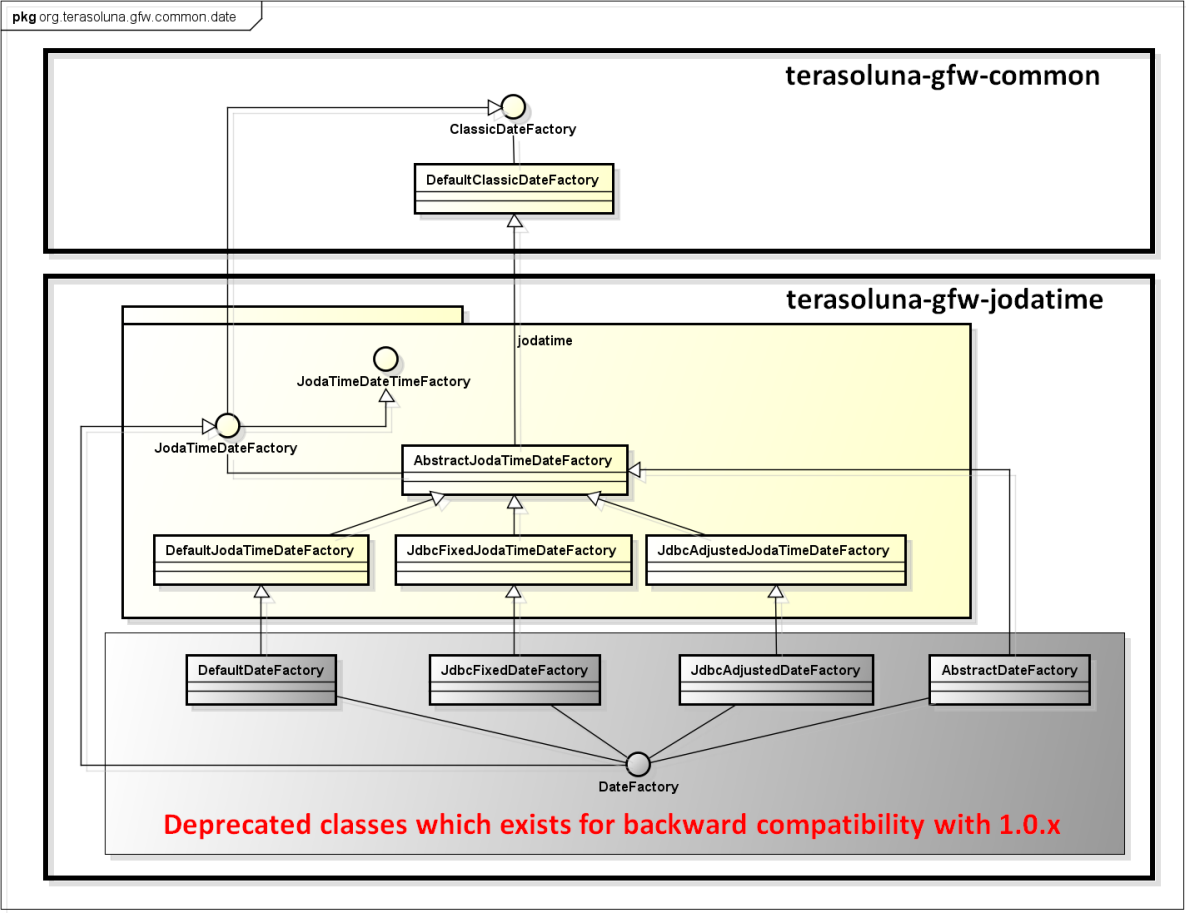 pkg org.terasoluna.gfw.common.date
terasoluna-gfw-common
ClassicDateFactory
DefaultClassicDateFactory
terasoluna-gfw-jodatime
jodatime
JodaTimeDateTimeFactory
JodaTimeDateFactory
AbstractJodaTimeDateFactory
DefaultJodaTimeDateFactory
JdbcFixedJodaTimeDateFactory
JdbcAdjustedJodaTimeDateFactory
DefaultDateFactory
JdbcFixedDateFactory
JdbcAdjustedDateFactory
AbstractDateFactory
DateFactory
Deprecated classes which exists for backward compatibility with 1.0.x